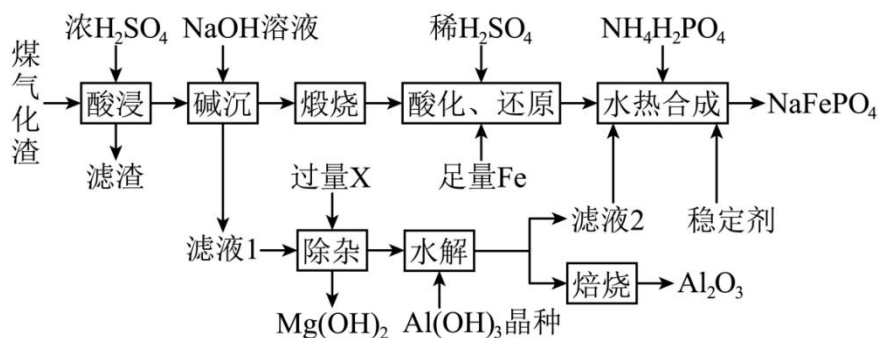 浓H₂SO₄ NaOH溶液 稀H₂SO₄ NH₄H₂PO₄
煤气化渣 酸浸 碱沉 煅烧 酸化、还原 水热合成 NaFePO₄
滤渣 过量X 足量Fe
滤液1 除杂 水解 滤液2 稳定剂
焙烧 Al₂O₃
Mg(OH)₂ Al(OH)₃晶种